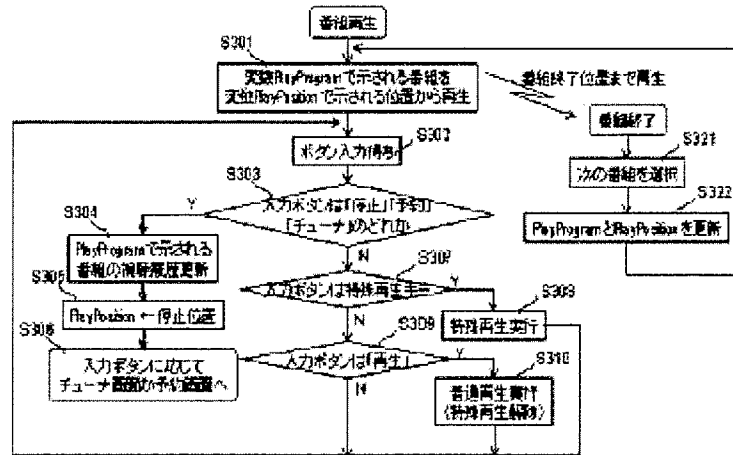 番組再生
S301
変数PlayProgramで示される番組を
変数PlayPositionで示される位置から再生
番組終了位置まで再生
番組終了
S302
ボタン入力待ち
S321
次の番組を選択
S322
PlayProgramとPlayPositionを更新
S303
入力ボタンは「停止」「予約」
「チューナ」のどれか
Y
N
S304
PlayProgramで示される
番組の視聴履歴更新
S305
PlayPosition ← 停止位置
S306
入力ボタンに応じて
チューナ画面か予約画面へ
S307
入力ボタンは特殊再生
Y
N
S308
特殊再生実行
S309
入力ボタンは「再生」
Y
N
S310
普通再生実行
(特殊再生解除)